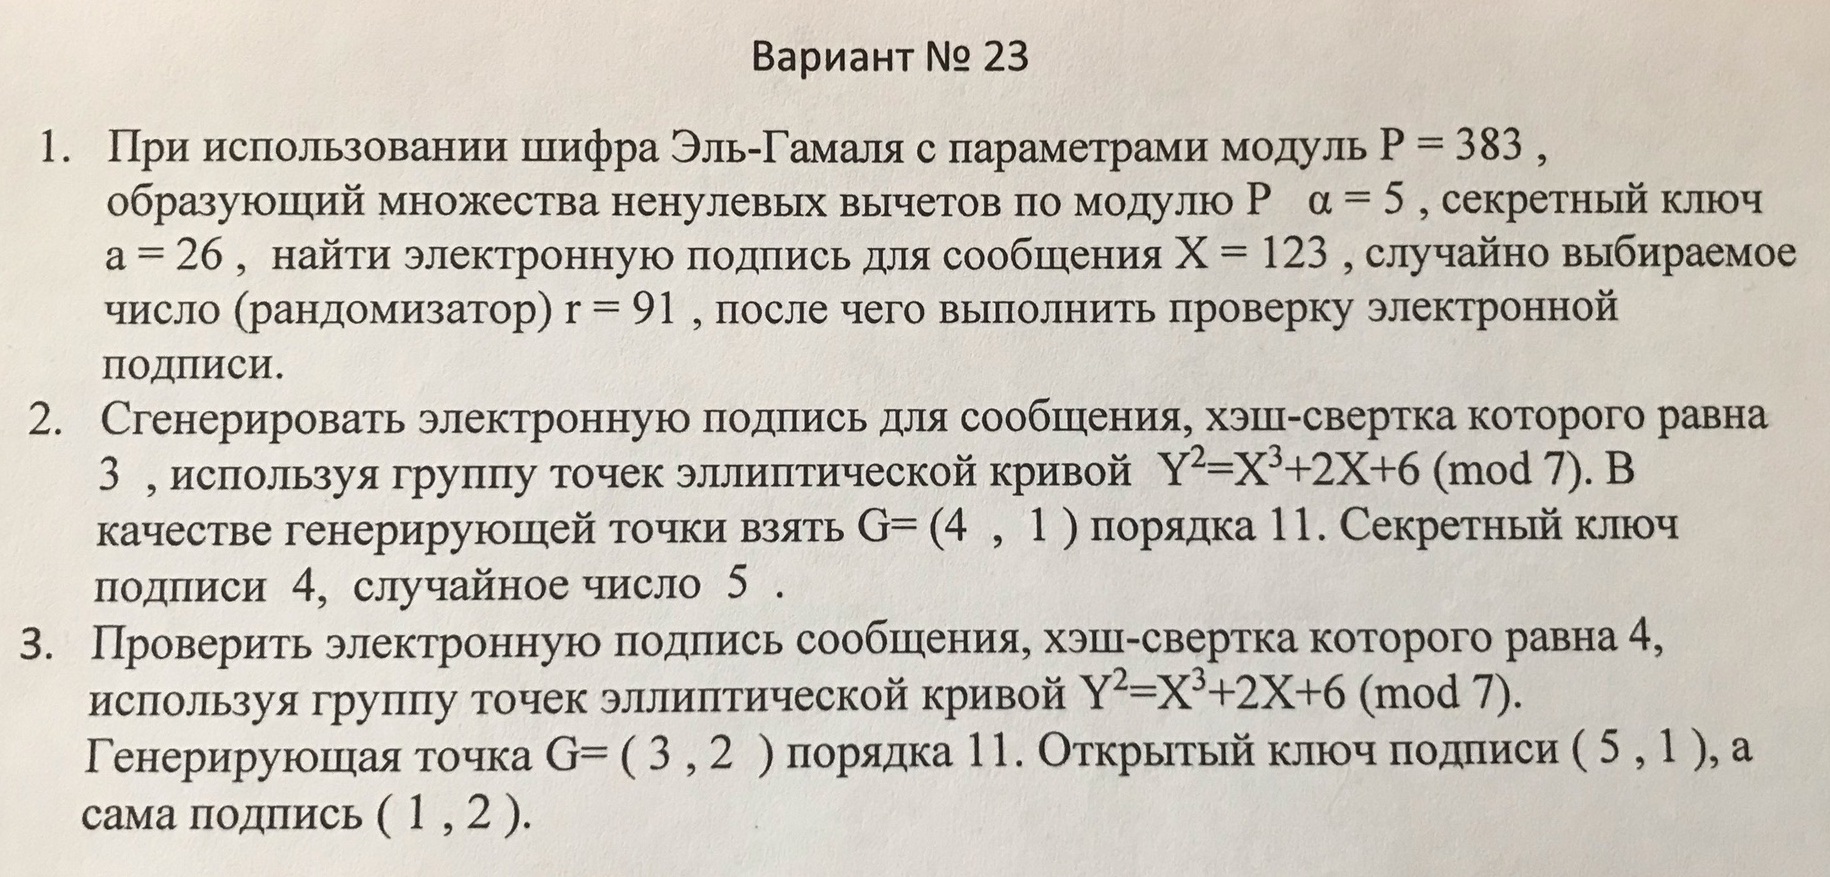 Вариант № 23
1. При использовании шифра Эль-Гамаля с параметрами модуль P = 383 ,
образующий множества ненулевых вычетов по модулю P α = 5 , секретный ключ
a = 26 , найти электронную подпись для сообщения X = 123 , случайно выбираемое
число (рандомизатор) r = 91 , после чего выполнить проверку электронной
подписи.
2. Сгенерировать электронную подпись для сообщения, хэш-свертка которого равна
3 , используя группу точек эллиптической кривой Y²=X³+2X+6 (mod 7). В
качестве генерирующей точки взять G= (4 , 1 ) порядка 11. Секретный ключ
подписи 4, случайное число 5 .
3. Проверить электронную подпись сообщения, хэш-свертка которого равна 4,
используя группу точек эллиптической кривой Y²=X³+2X+6 (mod 7).
Генерирующая точка G= ( 3 , 2 ) порядка 11. Открытый ключ подписи ( 5 , 1 ), а
сама подпись ( 1 , 2 ).